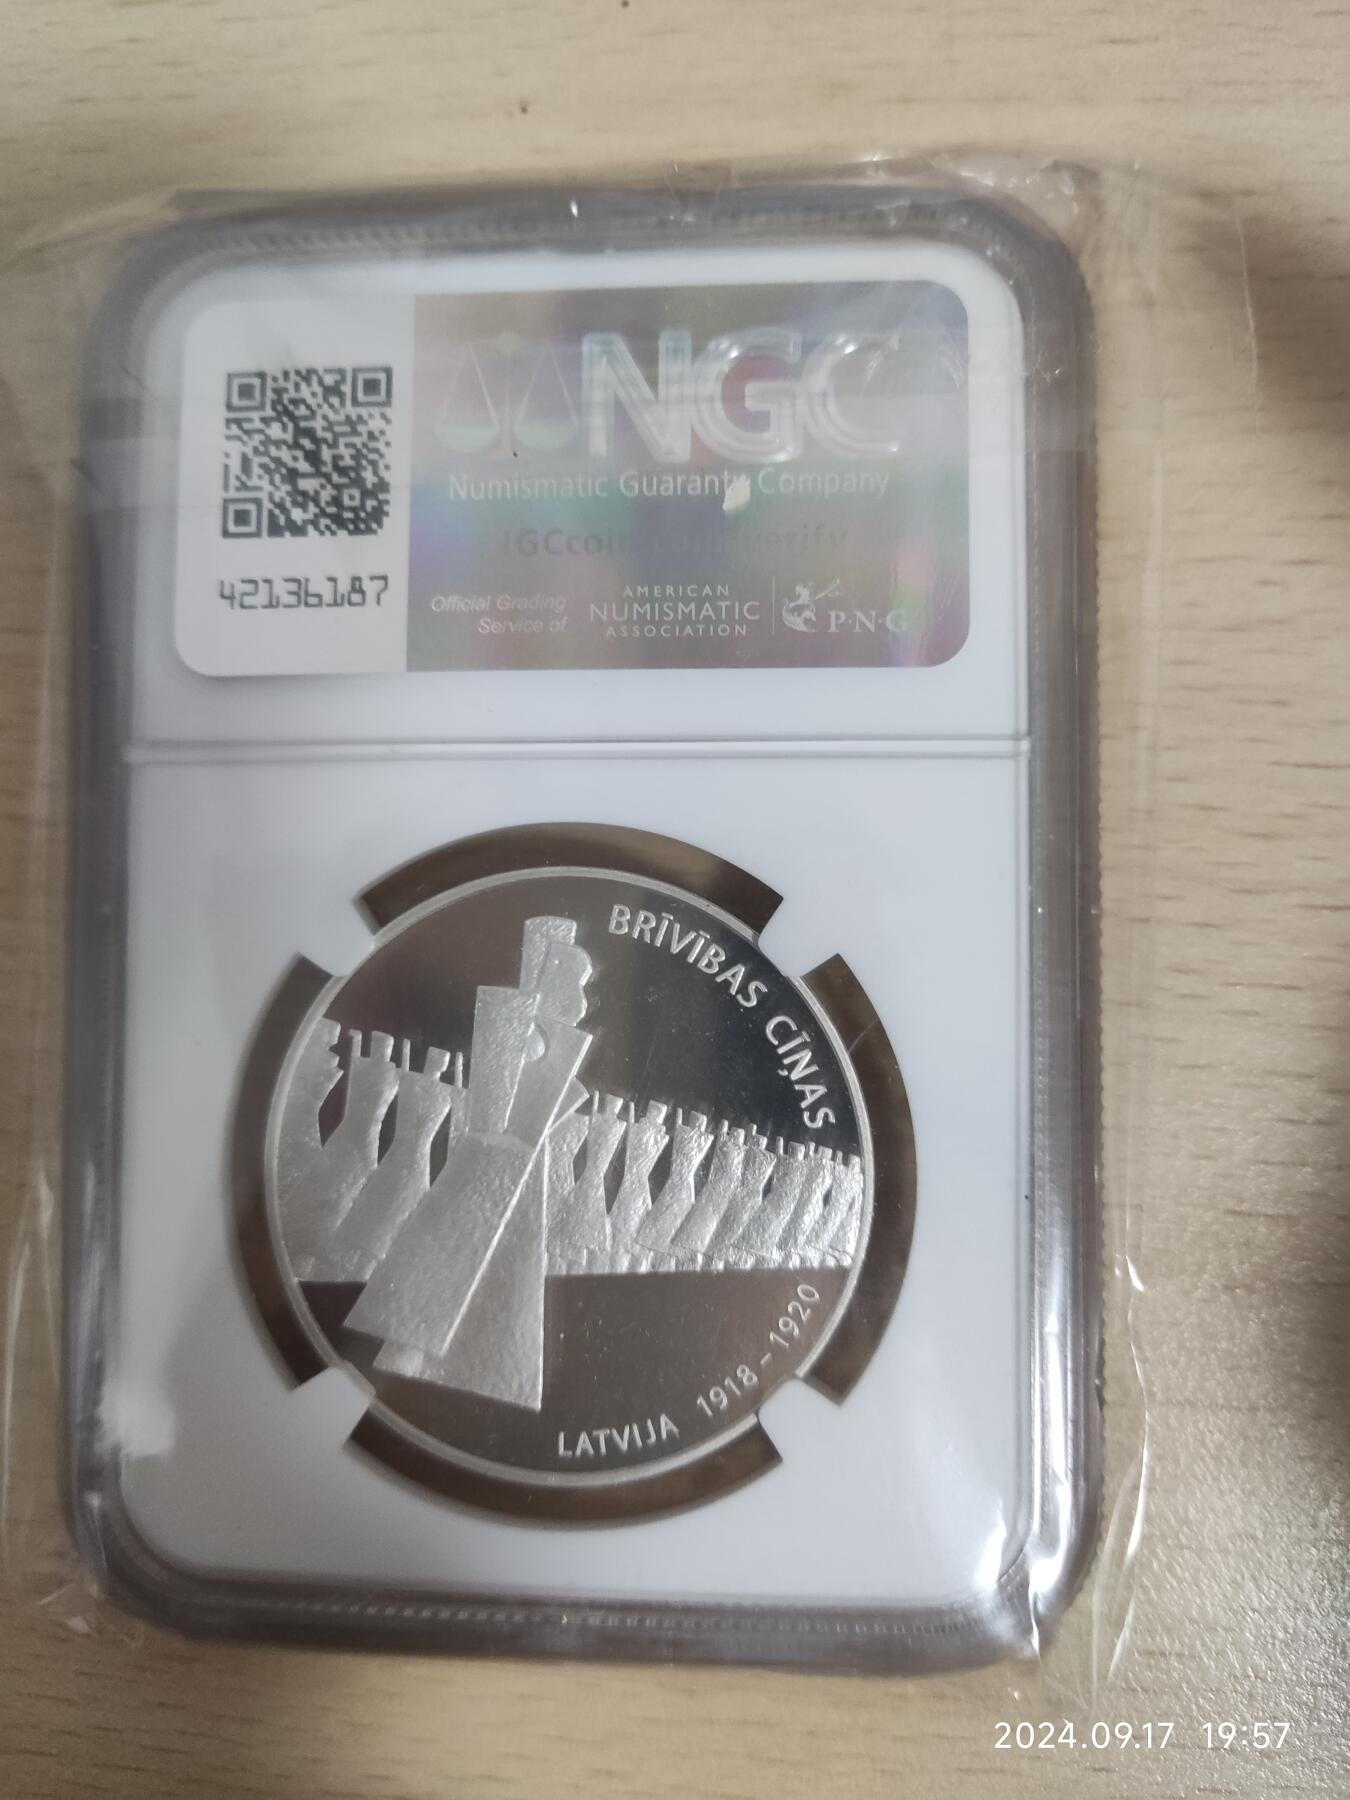 NGC
Numismatic Guaranty Company
42136187
Official Grading
Service of
AMERICAN
NUMISMATIC
ASSOCIATION
P·N·G
BRĪVĪBAS CĪŅAS
LATVIJA 1918 – 1920
2024.09.17 19:57